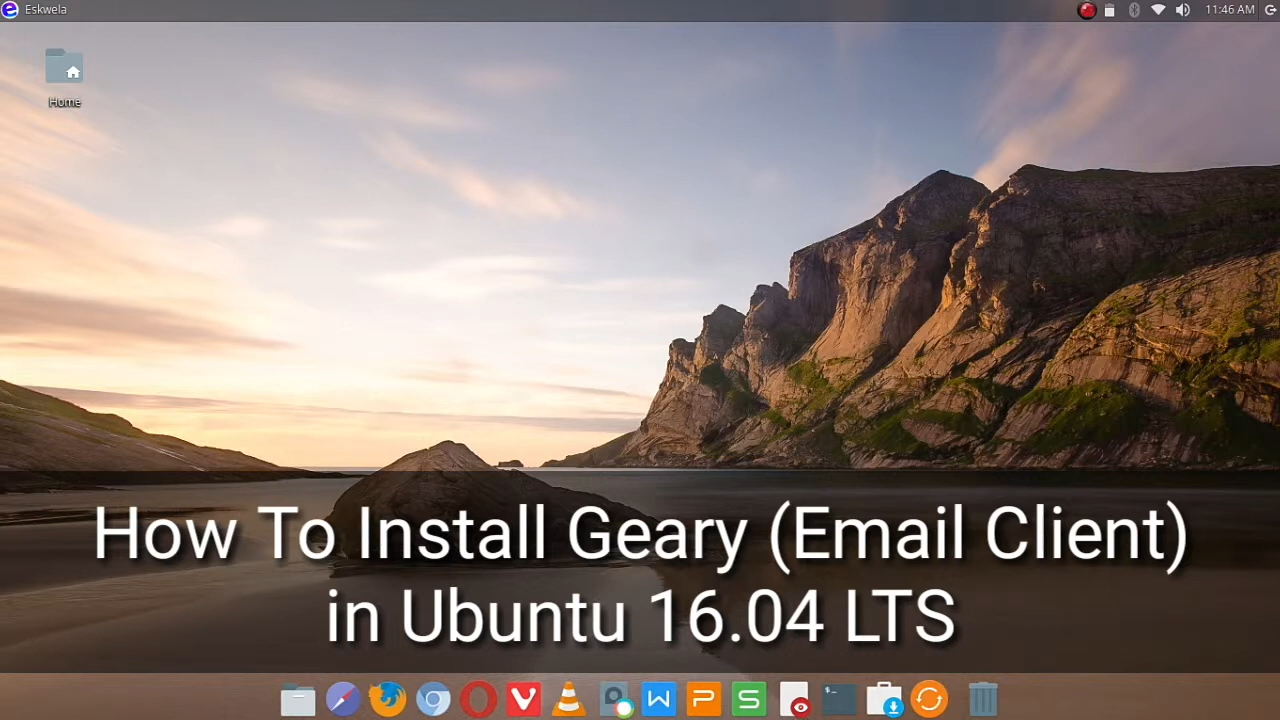 Eskwela
11:46 AM
Home
How To Install Geary (Email Client)
in Ubuntu 16.04 LTS